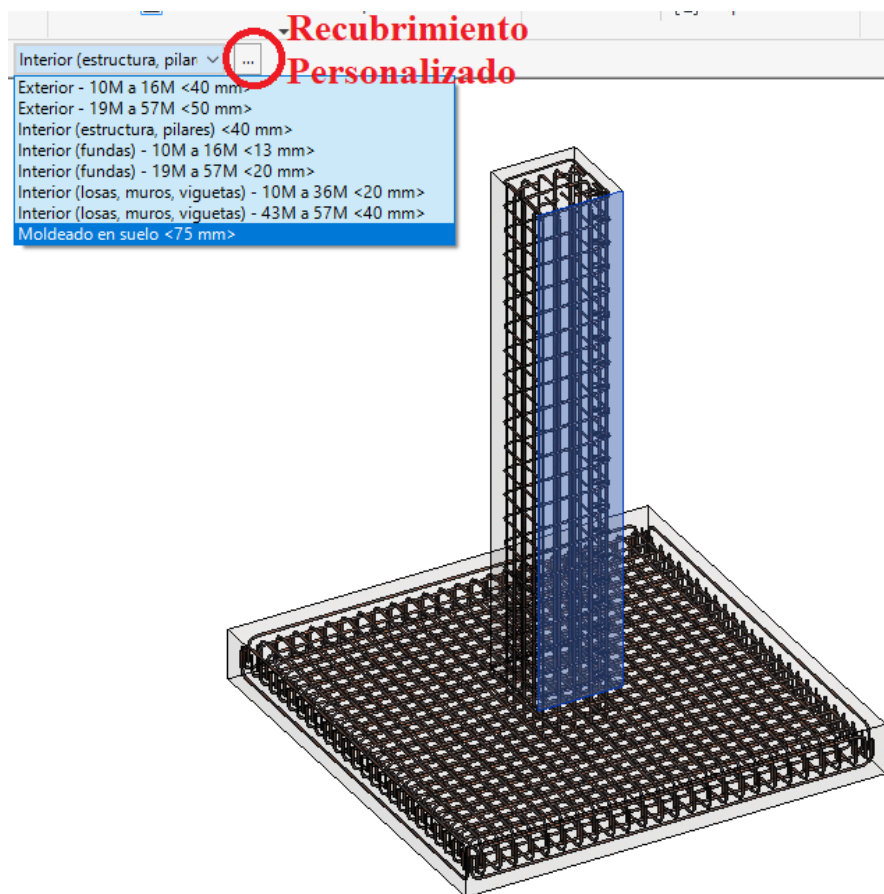 Recubrimiento
Personalizado
Interior (estructura, pilar
...
Exterior - 10M a 16M <40 mm>
Exterior - 19M a 57M <50 mm>
Interior (estructura, pilares) <40 mm>
Interior (fundas) - 10M a 16M <13 mm>
Interior (fundas) - 19M a 57M <20 mm>
Interior (losas, muros, viguetas) - 10M a 36M <20 mm>
Interior (losas, muros, viguetas) - 43M a 57M <40 mm>
Moldeado en suelo <75 mm>